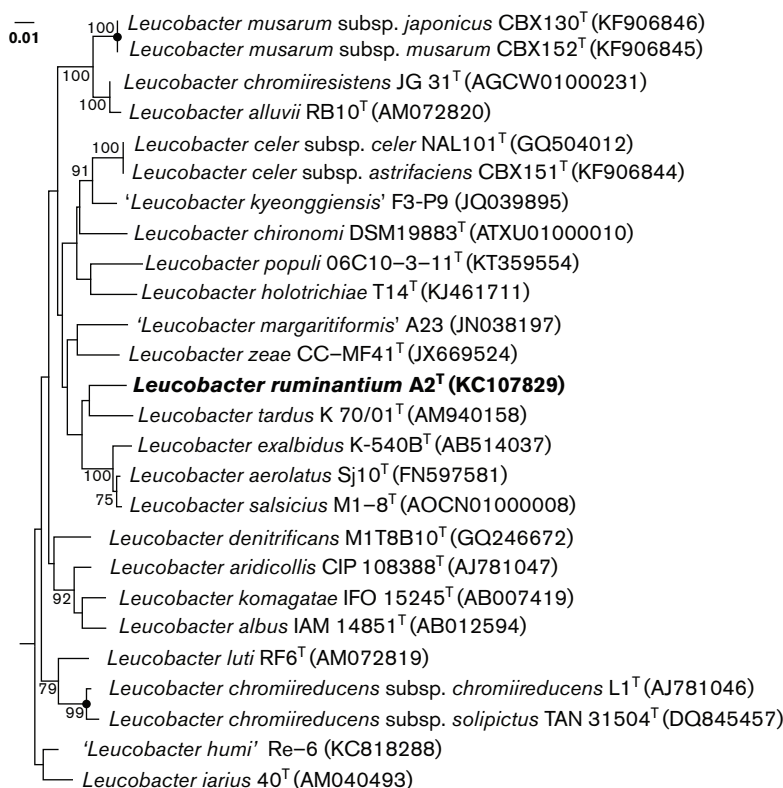 0.01
100
Leucobacter musarum subsp. japonicus CBX130ᵀ (KF906846)
Leucobacter musarum subsp. musarum CBX152ᵀ (KF906845)
100
Leucobacter chromiiresistens JG 31ᵀ (AGCW01000231)
100
Leucobacter alluvii RB10ᵀ (AM072820)
100
Leucobacter celer subsp. celer NAL101ᵀ (GQ504012)
91
Leucobacter celer subsp. astrifaciens CBX151ᵀ (KF906844)
‘Leucobacter kyeonggiensis’ F3-P9 (JQ039895)
Leucobacter chironomi DSM19883ᵀ (ATXU01000010)
Leucobacter populi 06C10–3–11ᵀ (KT359554)
Leucobacter holotrichiae T14ᵀ (KJ461711)
'Leucobacter margaritiformis’ A23 (JN038197)
Leucobacter zeae CC–MF41ᵀ (JX669524)
Leucobacter ruminantium A2ᵀ (KC107829)
Leucobacter tardus K 70/01ᵀ (AM940158)
Leucobacter exalbidus K-540Bᵀ (AB514037)
100
Leucobacter aerolatus Sj10ᵀ (FN597581)
75
Leucobacter salsicius M1–8ᵀ (AOCN01000008)
Leucobacter denitrificans M1T8B10ᵀ (GQ246672)
Leucobacter aridicollis CIP 108388ᵀ (AJ781047)
92
Leucobacter komagatae IFO 15245ᵀ (AB007419)
Leucobacter albus IAM 14851ᵀ (AB012594)
Leucobacter luti RF6ᵀ (AM072819)
79
Leucobacter chromiireducens subsp. chromiireducens L1ᵀ (AJ781046)
99
Leucobacter chromiireducens subsp. solipictus TAN 31504ᵀ (DQ845457)
'Leucobacter humi’ Re–6 (KC818288)
Leucobacter iarius 40ᵀ (AM040493)